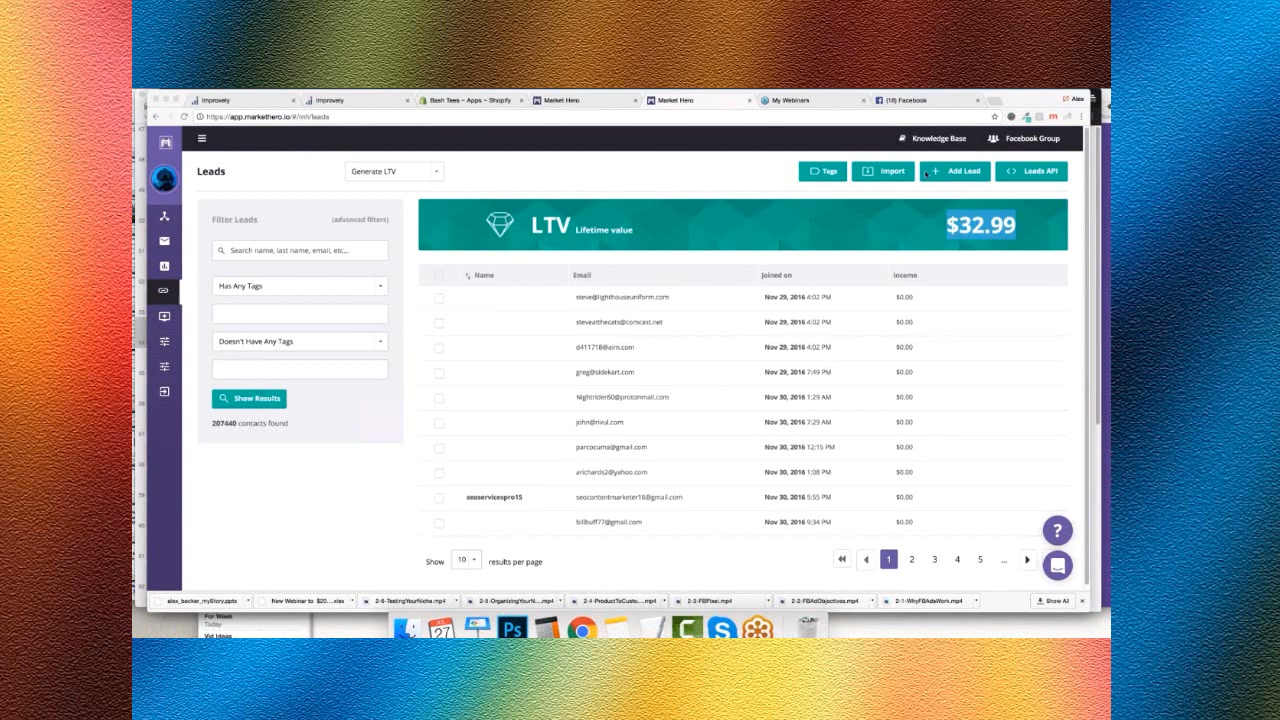 Improvely
Improvely
Bash Tees - Apps - Shopify
Market Hero
Market Hero
My Webinars
(18) Facebook
Alex
https://app.markethero.io/#/mh/leads
Knowledge Base
Facebook Group
Leads
Generate LTV
Tags
Import
Add Lead
Leads API
Filter Leads
(advanced filters)
Search name, last name, email, etc...
Has Any Tags
Doesn't Have Any Tags
Show Results
207440 contacts found
LTV Lifetime value
$32.99
Name Email Joined on Income
steve@lighthouseuniform.com Nov 29, 2016 4:02 PM $0.00
steveatthecats@comcast.net Nov 29, 2016 4:02 PM $0.00
d411718@aim.com Nov 29, 2016 4:02 PM $0.00
greg@sidekart.com Nov 29, 2016 7:49 PM $0.00
Nightrider60@protonmail.com Nov 30, 2016 1:29 AM $0.00
john@rivul.com Nov 30, 2016 7:29 AM $0.00
parcocuma@gmail.com Nov 30, 2016 12:15 PM $0.00
arichards2@yahoo.com Nov 30, 2016 1:08 PM $0.00
seoservicespro15 seocontentmarketer16@gmail.com Nov 30, 2016 5:55 PM $0.00
billbuff77@gmail.com Nov 30, 2016 9:34 PM $0.00
Show 10 results per page
1 2 3 4 5 ...
?
alex_becker_myStory.pptx
New Webinar to $20....xlsx
2-6-TestingYourNiche.mp4
2-5-OrganizingYourN....mp4
2-4-ProductToCusto....mp4
2-3-FBPixel.mp4
2-2-FBAdObjectives.mp4
2-1-WhyFBAdsWork.mp4
Show All
For Week
Today
Vid Ideas
27
Ps